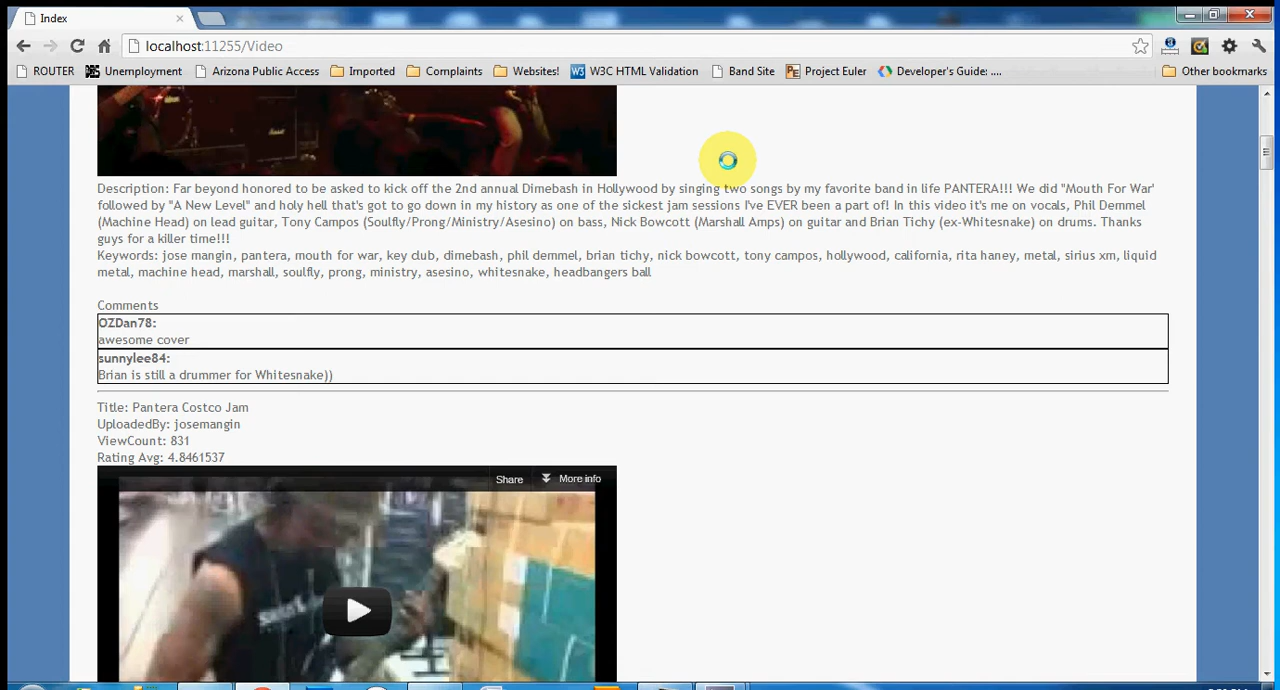 Index
localhost:11255/Video
ROUTER Unemployment Arizona Public Access Imported Complaints Websites! W3C HTML Validation Band Site Project Euler Developer's Guide: .... Other bookmarks
Description: Far beyond honored to be asked to kick off the 2nd annual Dimebash in Hollywood by singing two songs by my favorite band in life PANTERA!!! We did "Mouth For War'
followed by "A New Level" and holy hell that's got to go down in my history as one of the sickest jam sessions I've EVER been a part of! In this video it's me on vocals, Phil Demmel
(Machine Head) on lead guitar, Tony Campos (Soulfly/Prong/Ministry/Asesino) on bass, Nick Bowcott (Marshall Amps) on guitar and Brian Tichy (ex-Whitesnake) on drums. Thanks
guys for a killer time!!!
Keywords: jose mangin, pantera, mouth for war, key club, dimebash, phil demmel, brian tichy, nick bowcott, tony campos, hollywood, california, rita haney, metal, sirius xm, liquid
metal, machine head, marshall, soulfly, prong, ministry, asesino, whitesnake, headbangers ball
Comments
OZDan78:
awesome cover
sunnylee84:
Brian is still a drummer for Whitesnake))
Title: Pantera Costco Jam
UploadedBy: josemangin
ViewCount: 831
Rating Avg: 4.8461537
Share More info